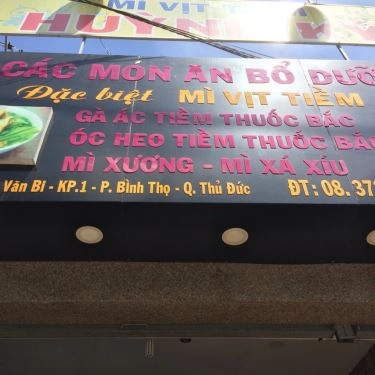 MÌ VỊT TIỀM
HUỲNH KÝ
CÁC MÓN ĂN BỔ DƯỠ
Đặc biệt MÌ VỊT TIỀM
GÀ ÁC TIỀM THUỐC BẮC
ÓC HEO TIỀM THUỐC BẮC
MÌ XƯƠNG - MÌ XÁ XÍU
Văn Bi - KP.1 - P. Bình Thọ - Q. Thủ Đức ĐT: 08. 37